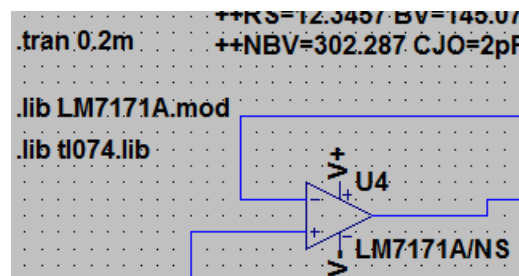 ++RS=12.3457 BV=145.07
.tran 0.2m
++NBV=302.287 CJO=2pF
.lib LM7171A.mod
.lib tl074.lib
V+
U4
LM7171A/NS
V-